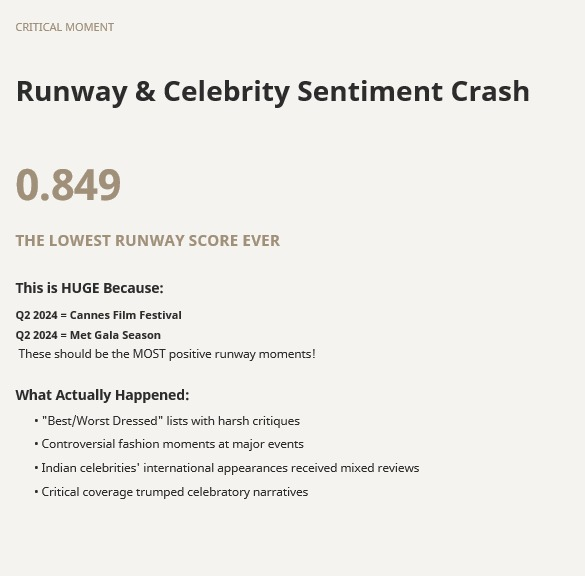 CRITICAL MOMENT
Runway & Celebrity Sentiment Crash
0.849
THE LOWEST RUNWAY SCORE EVER
This is HUGE Because:
Q2 2024 = Cannes Film Festival
Q2 2024 = Met Gala Season
These should be the MOST positive runway moments!
What Actually Happened:
• "Best/Worst Dressed" lists with harsh critiques
• Controversial fashion moments at major events
• Indian celebrities' international appearances received mixed reviews
• Critical coverage trumped celebratory narratives